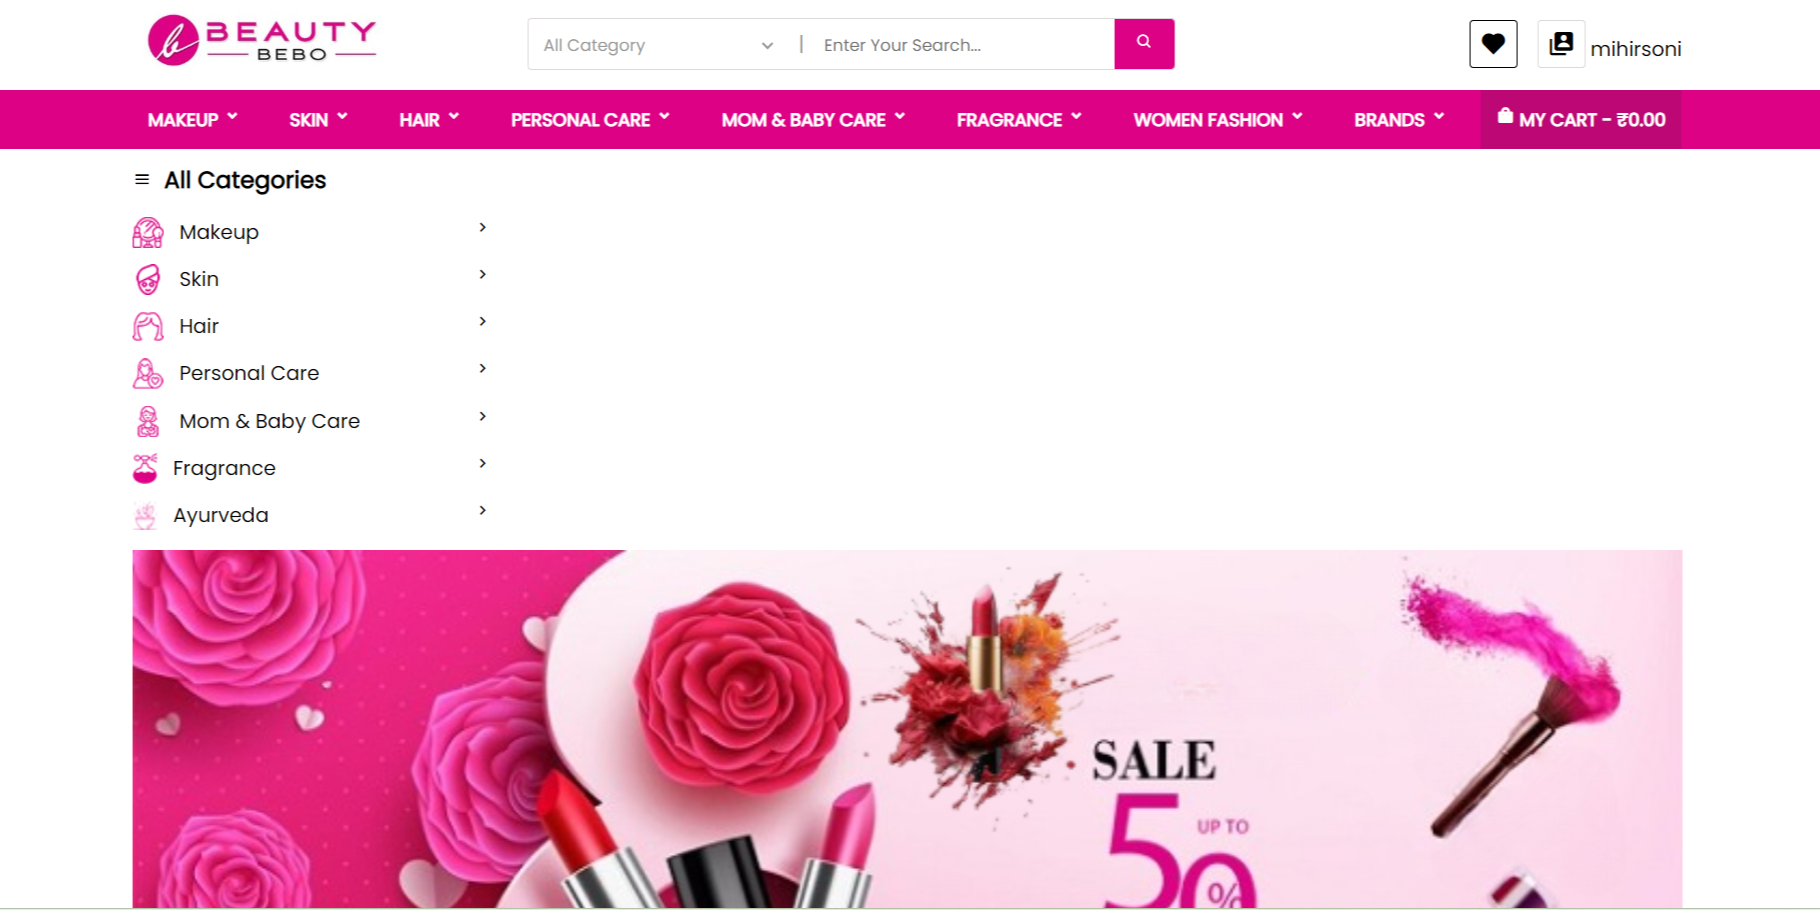 BEAUTY
BEBO
All Category | Enter Your Search...
mihirsoni
MAKEUP SKIN HAIR PERSONAL CARE MOM & BABY CARE FRAGRANCE WOMEN FASHION BRANDS MY CART - ₹0.00
All Categories
Makeup
Skin
Hair
Personal Care
Mom & Baby Care
Fragrance
Ayurveda
SALE
UP TO
50%